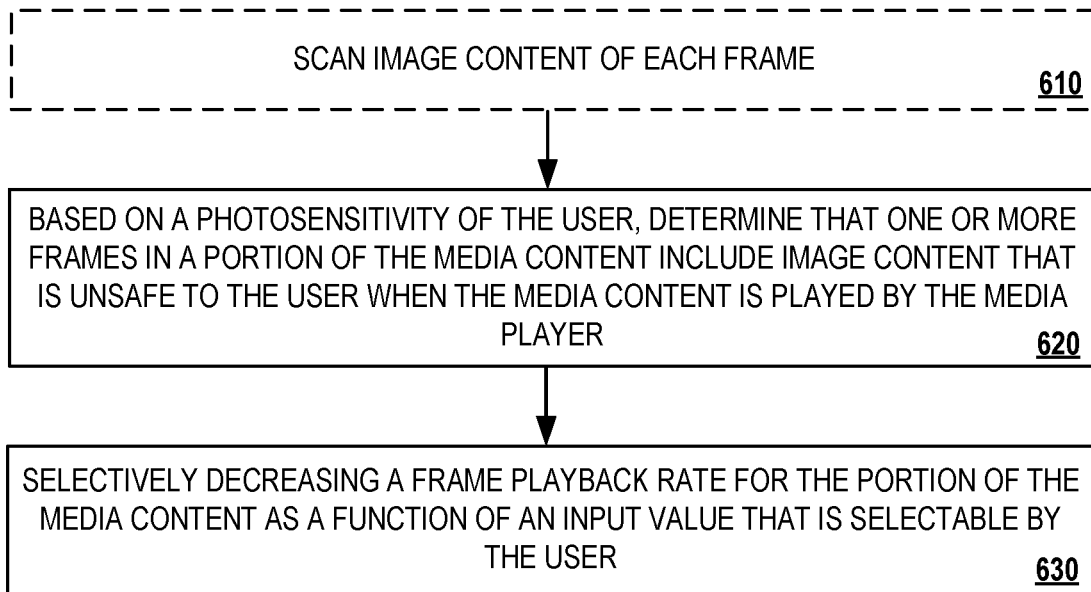 SCAN IMAGE CONTENT OF EACH FRAME
610
BASED ON A PHOTOSENSITIVITY OF THE USER, DETERMINE THAT ONE OR MORE
FRAMES IN A PORTION OF THE MEDIA CONTENT INCLUDE IMAGE CONTENT THAT
IS UNSAFE TO THE USER WHEN THE MEDIA CONTENT IS PLAYED BY THE MEDIA
PLAYER
620
SELECTIVELY DECREASING A FRAME PLAYBACK RATE FOR THE PORTION OF THE
MEDIA CONTENT AS A FUNCTION OF AN INPUT VALUE THAT IS SELECTABLE BY
THE USER
630